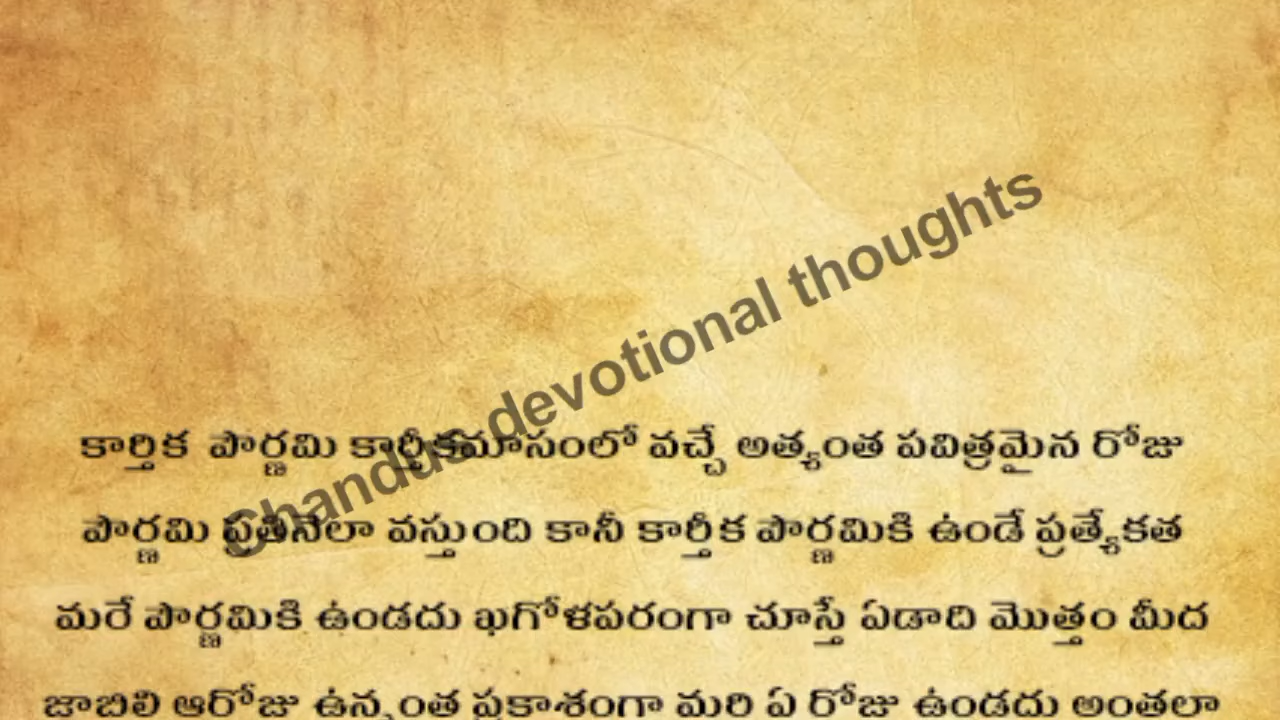 Chandus devotional thoughts
కార్తిక పౌర్ణమి కార్తీకమాసంలో వచ్చే అత్యంత పవిత్రమైన రోజు
పౌర్ణమి ప్రతినెలా వస్తుంది కానీ కార్తీక పౌర్ణమికి ఉండే ప్రత్యేకత
మరే పౌర్ణమికి ఉండదు ఖగోళపరంగా చూస్తే ఏడాది మొత్తం మీద
జాబిలి ఆరోజు ఉన్నంత ప్రకాశంగా మరి ఏ రోజు ఉండదు అంతలా